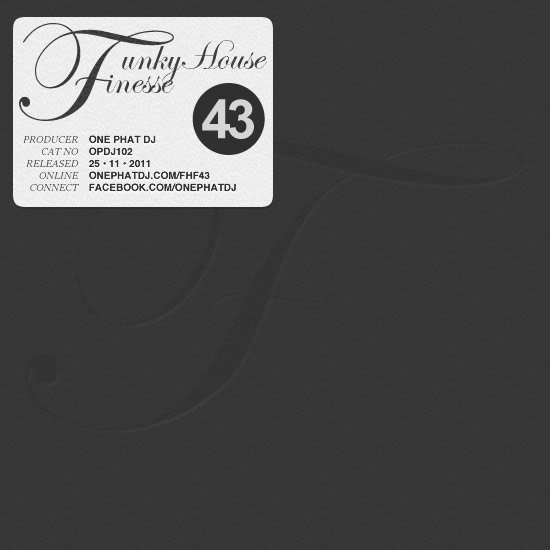 Funky House
Finesse
43
PRODUCER ONE PHAT DJ
CAT NO OPDJ102
RELEASED 25 • 11 • 2011
ONLINE ONEPHATDJ.COM/FHF43
CONNECT FACEBOOK.COM/ONEPHATDJ